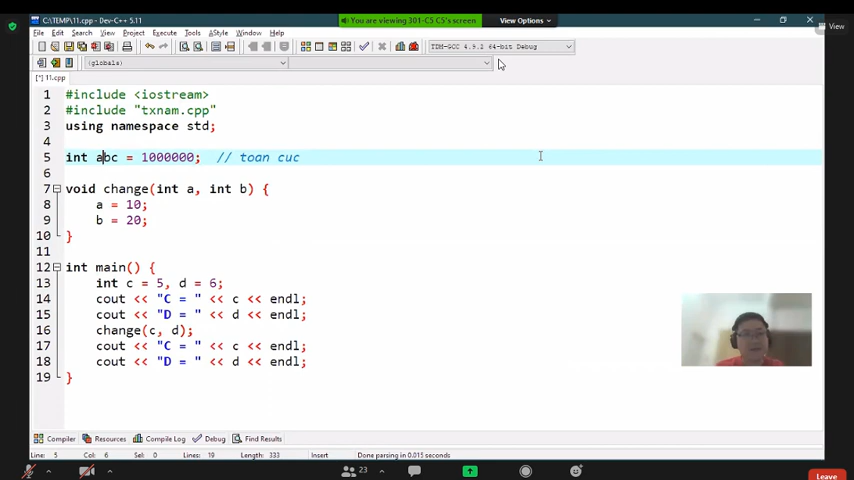 C:\TEMP\11.cpp - Dev-C++ 5.11
You are viewing 301-C5 C5's screen
View Options
View
File Edit Search View Project Execute Tools AStyle Window Help
TDM-GCC 4.9.2 64-bit Debug
(globals)
[*] 11.cpp
1 #include <iostream>
2 #include "txnam.cpp"
3 using namespace std;
4
5 int abc = 1000000;  // toan cuc
6
7 void change(int a, int b) {
8     a = 10;
9     b = 20;
10 }
11
12 int main() {
13     int c = 5, d = 6;
14     cout << "C = " << c << endl;
15     cout << "D = " << d << endl;
16     change(c, d);
17     cout << "C = " << c << endl;
18     cout << "D = " << d << endl;
19 }
Compiler Resources Compile Log Debug Find Results
Line: 5 Col: 6 Sel: 0 Lines: 19 Length: 333 Insert Done parsing in 0.015 seconds
23
Leave